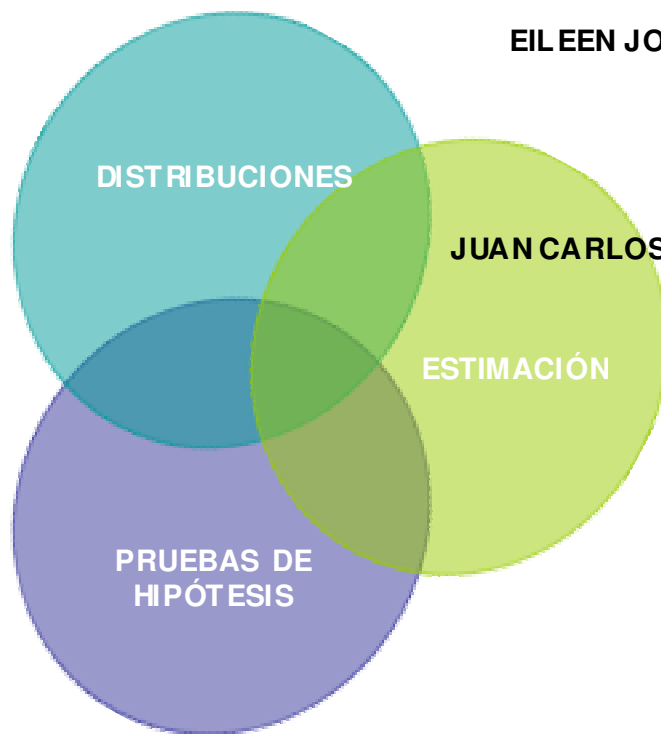 EILEEN JO
DISTRIBUCIONES
JUAN CARLOS
ESTIMACIÓN
PRUEBAS DE
HIPÓTESIS